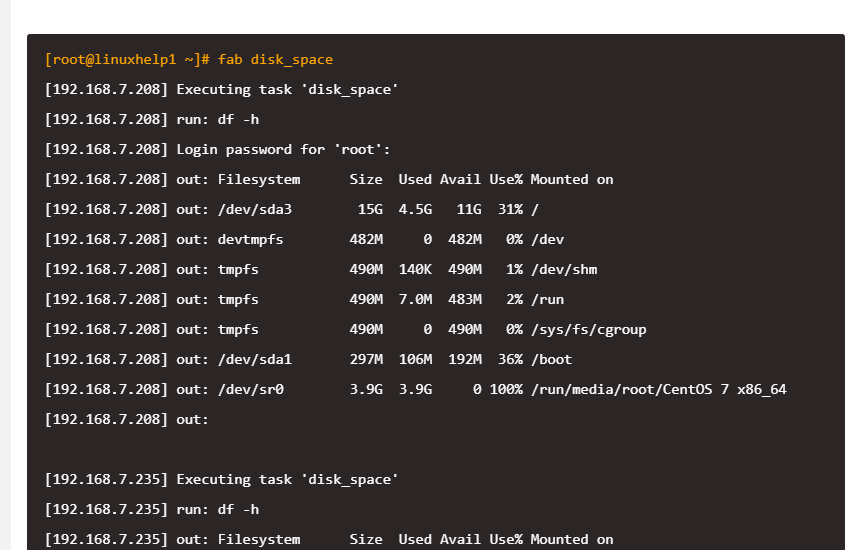 [root@linuxhelp1 ~]# fab disk_space
[192.168.7.208] Executing task 'disk_space'
[192.168.7.208] run: df -h
[192.168.7.208] Login password for 'root':
[192.168.7.208] out: Filesystem      Size  Used Avail Use% Mounted on
[192.168.7.208] out: /dev/sda3        15G  4.5G   11G  31% /
[192.168.7.208] out: devtmpfs        482M     0  482M   0% /dev
[192.168.7.208] out: tmpfs           490M  140K  490M   1% /dev/shm
[192.168.7.208] out: tmpfs           490M  7.0M  483M   2% /run
[192.168.7.208] out: tmpfs           490M     0  490M   0% /sys/fs/cgroup
[192.168.7.208] out: /dev/sda1       297M  106M  192M  36% /boot
[192.168.7.208] out: /dev/sr0        3.9G  3.9G     0 100% /run/media/root/CentOS 7 x86_64
[192.168.7.208] out:
[192.168.7.235] Executing task 'disk_space'
[192.168.7.235] run: df -h
[192.168.7.235] out: Filesystem      Size  Used Avail Use% Mounted on